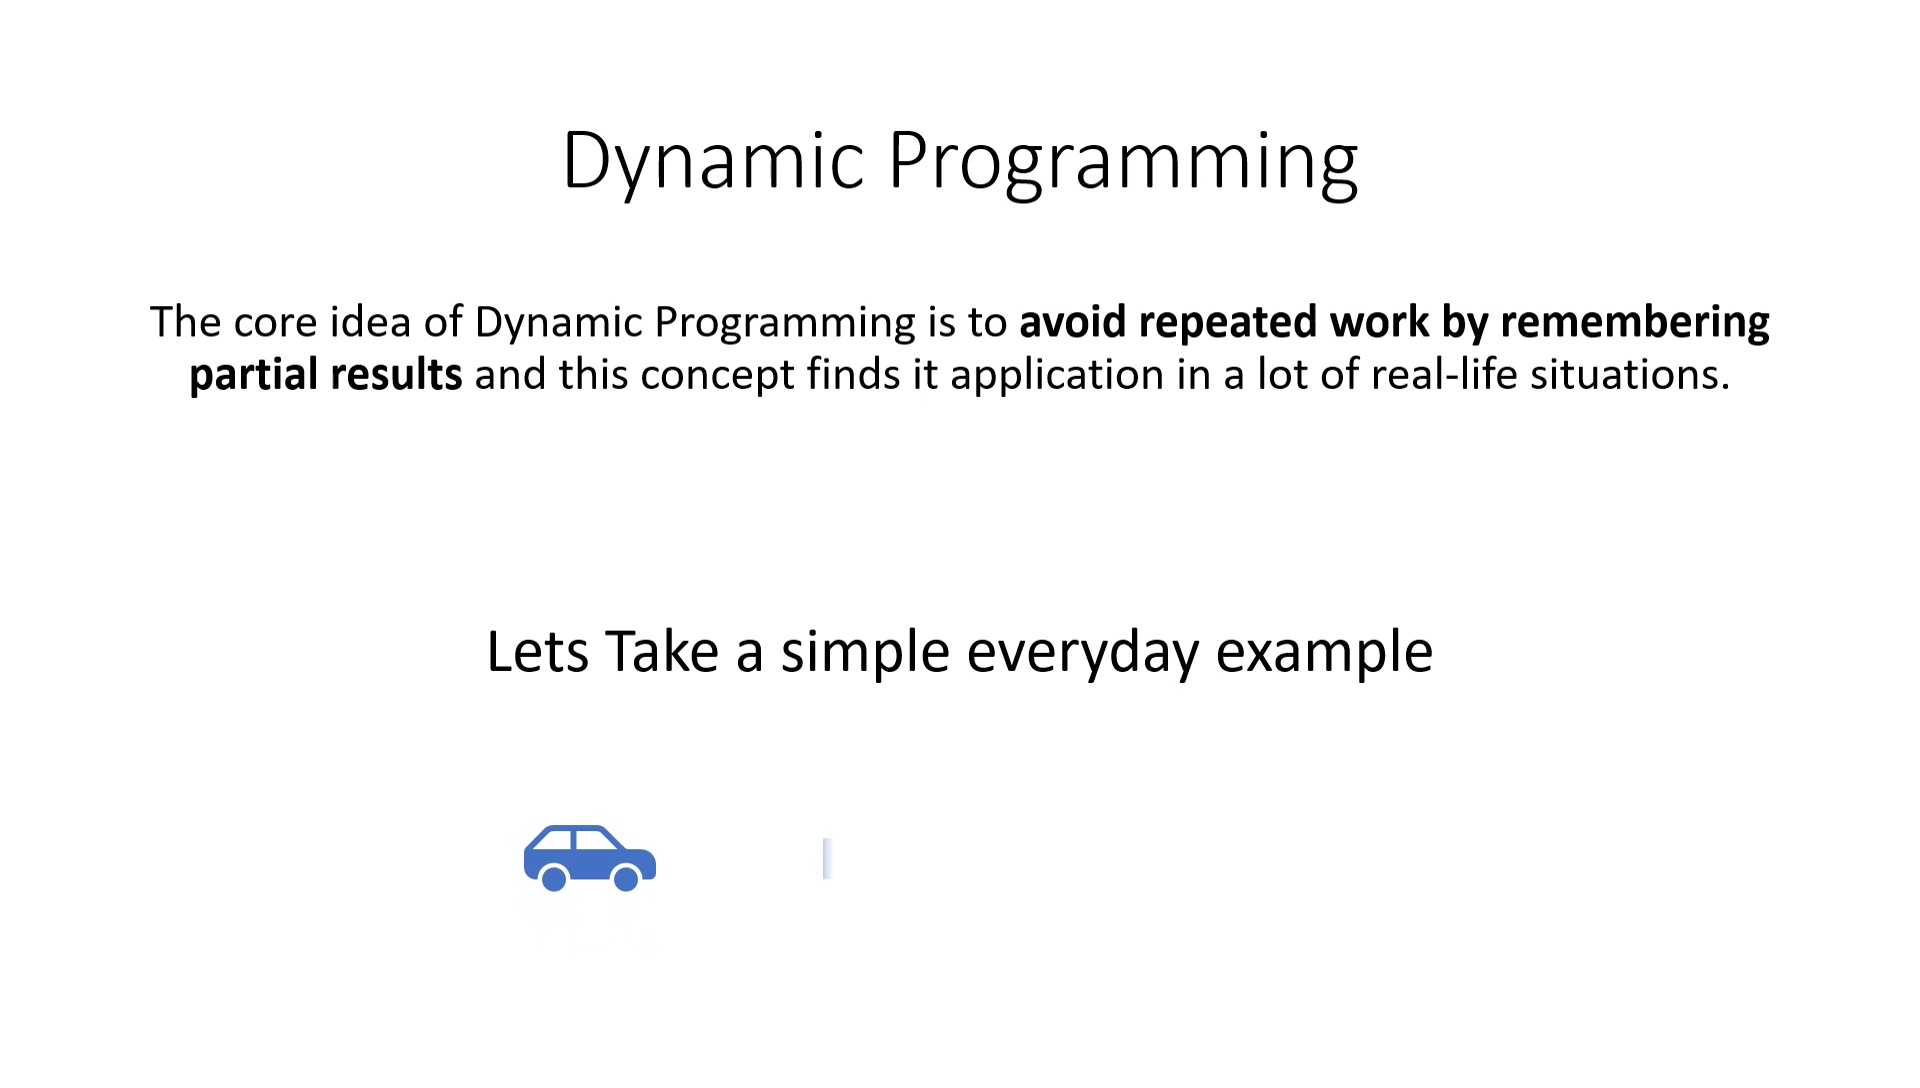 Dynamic Programming
The core idea of Dynamic Programming is to avoid repeated work by remembering
partial results and this concept finds it application in a lot of real-life situations.
Lets Take a simple everyday example